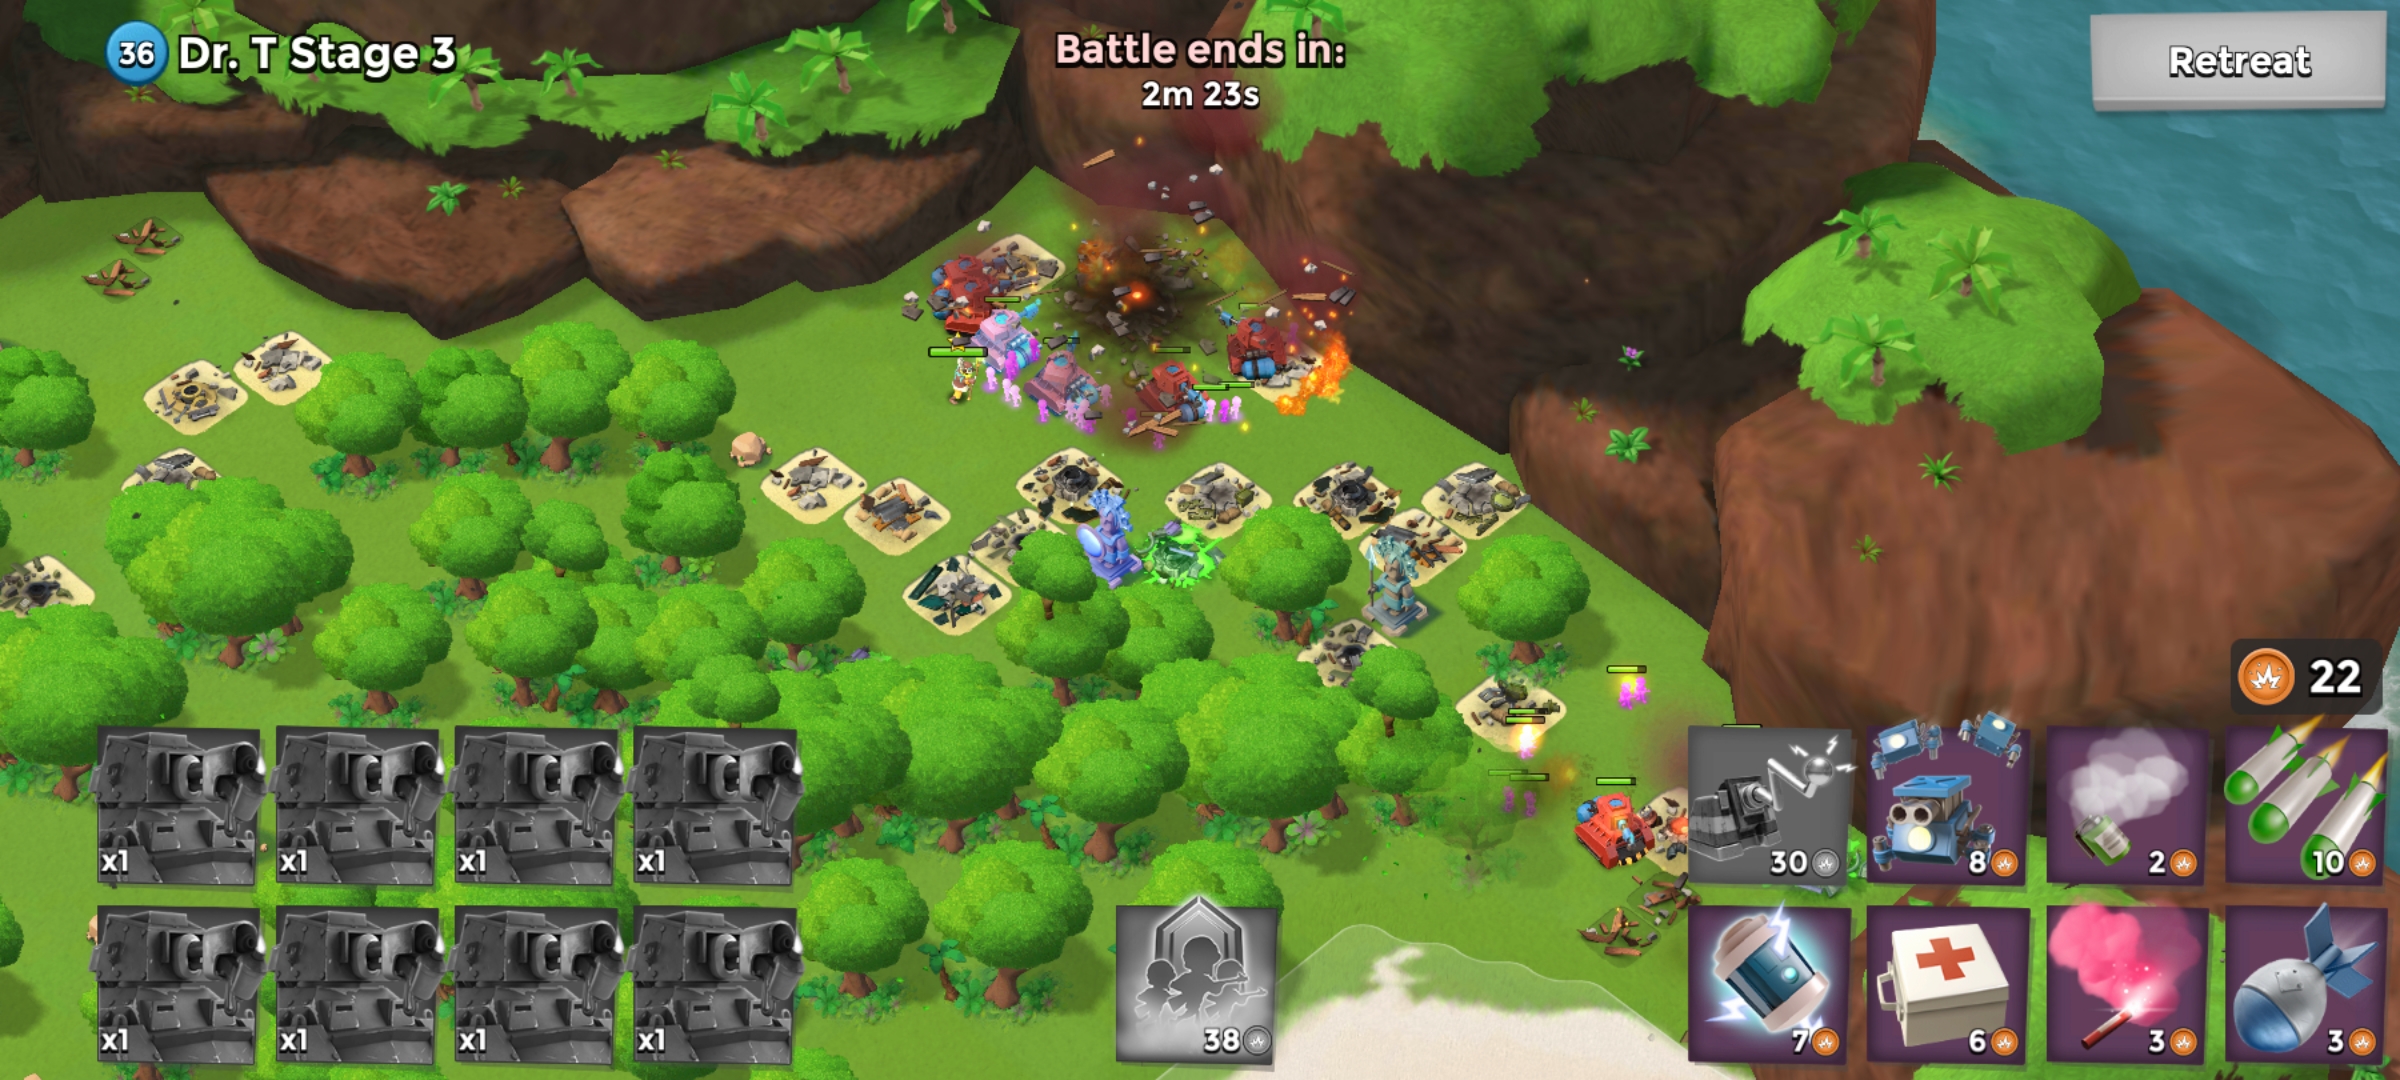 36 Dr. T Stage 3
Battle ends in:
2m 23s
Retreat
22
x1 x1 x1 x1
30 8 2 10
x1 x1 x1 x1
38
7 6 3 3